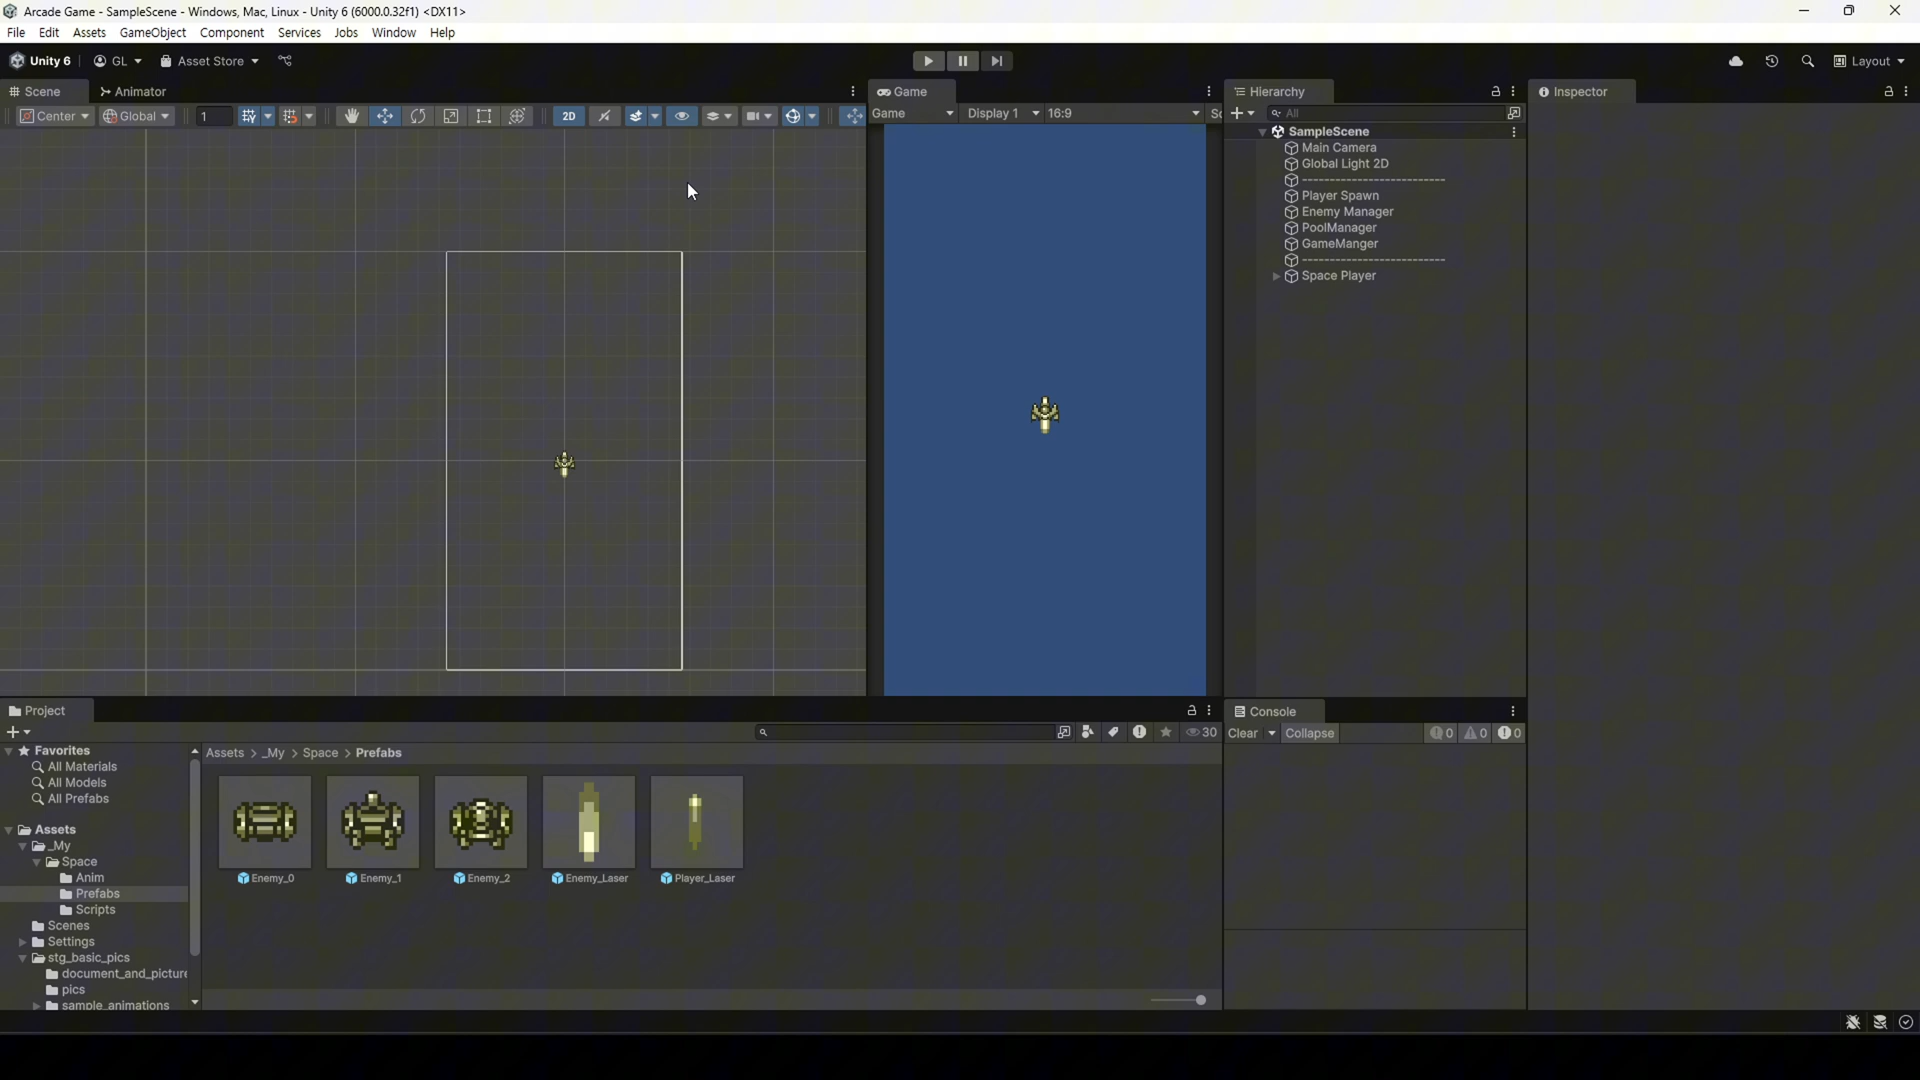 Arcade Game - SampleScene - Windows, Mac, Linux - Unity 6 (6000.0.32f1) <DX11>
File Edit Assets GameObject Component Services Jobs Window Help
Unity 6 GL Asset Store Layout
Scene Animator
Center Global 1 2D
Game
Game Display 1 16:9 Sc
Hierarchy
All
SampleScene
Main Camera
Global Light 2D
--------------------------
Player Spawn
Enemy Manager
PoolManager
GameManger
--------------------------
Space Player
Inspector
Project
30
Favorites
All Materials
All Models
All Prefabs
Assets
_My
Space
Anim
Prefabs
Scripts
Scenes
Settings
stg_basic_pics
document_and_picture
pics
sample_animations
Assets > _My > Space > Prefabs
Enemy_0 Enemy_1 Enemy_2 Enemy_Laser Player_Laser
Console
Clear Collapse 0 0 0